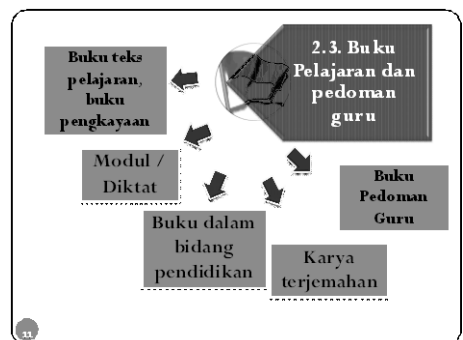 2.3. Buku
Pelajaran dan
pedoman
guru
Buku teks
pelajaran,
buku
pengkayaan
Modul /
Diktat
Buku dalam
bidang
pendidikan
Karya
terjemahan
Buku
Pedoman
Guru
11